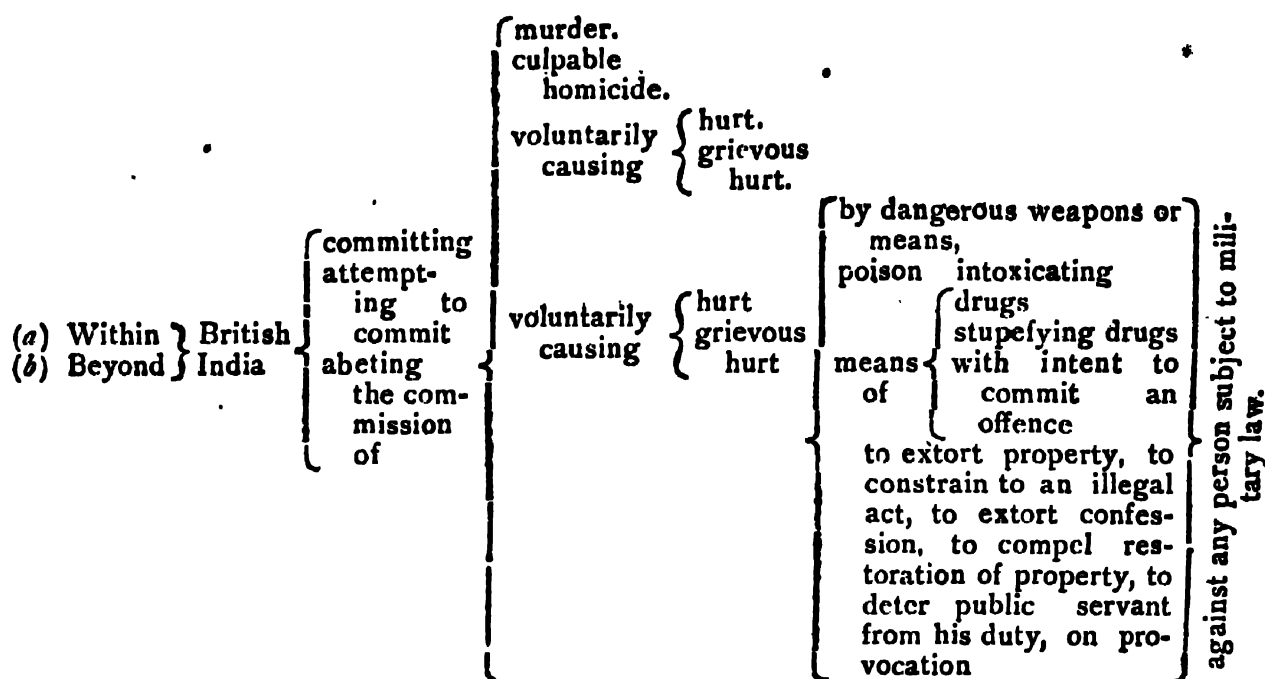 (a) Within
(b) Beyond
British
India
committing
attempt-
ing to
commit
abeting
the com-
mission
of
murder.
culpable
homicide.
voluntarily
causing
hurt.
grievous
hurt.
voluntarily
causing
hurt
grievous
hurt
by dangerous weapons or
means,
poison intoxicating
means
of
drugs
stupefying drugs
with intent to
commit an
offence
to extort property, to
constrain to an illegal
act, to extort confes-
sion, to compel res-
toration of property, to
deter public servant
from his duty, on pro-
vocation
against any person subject to mili-
tary law.